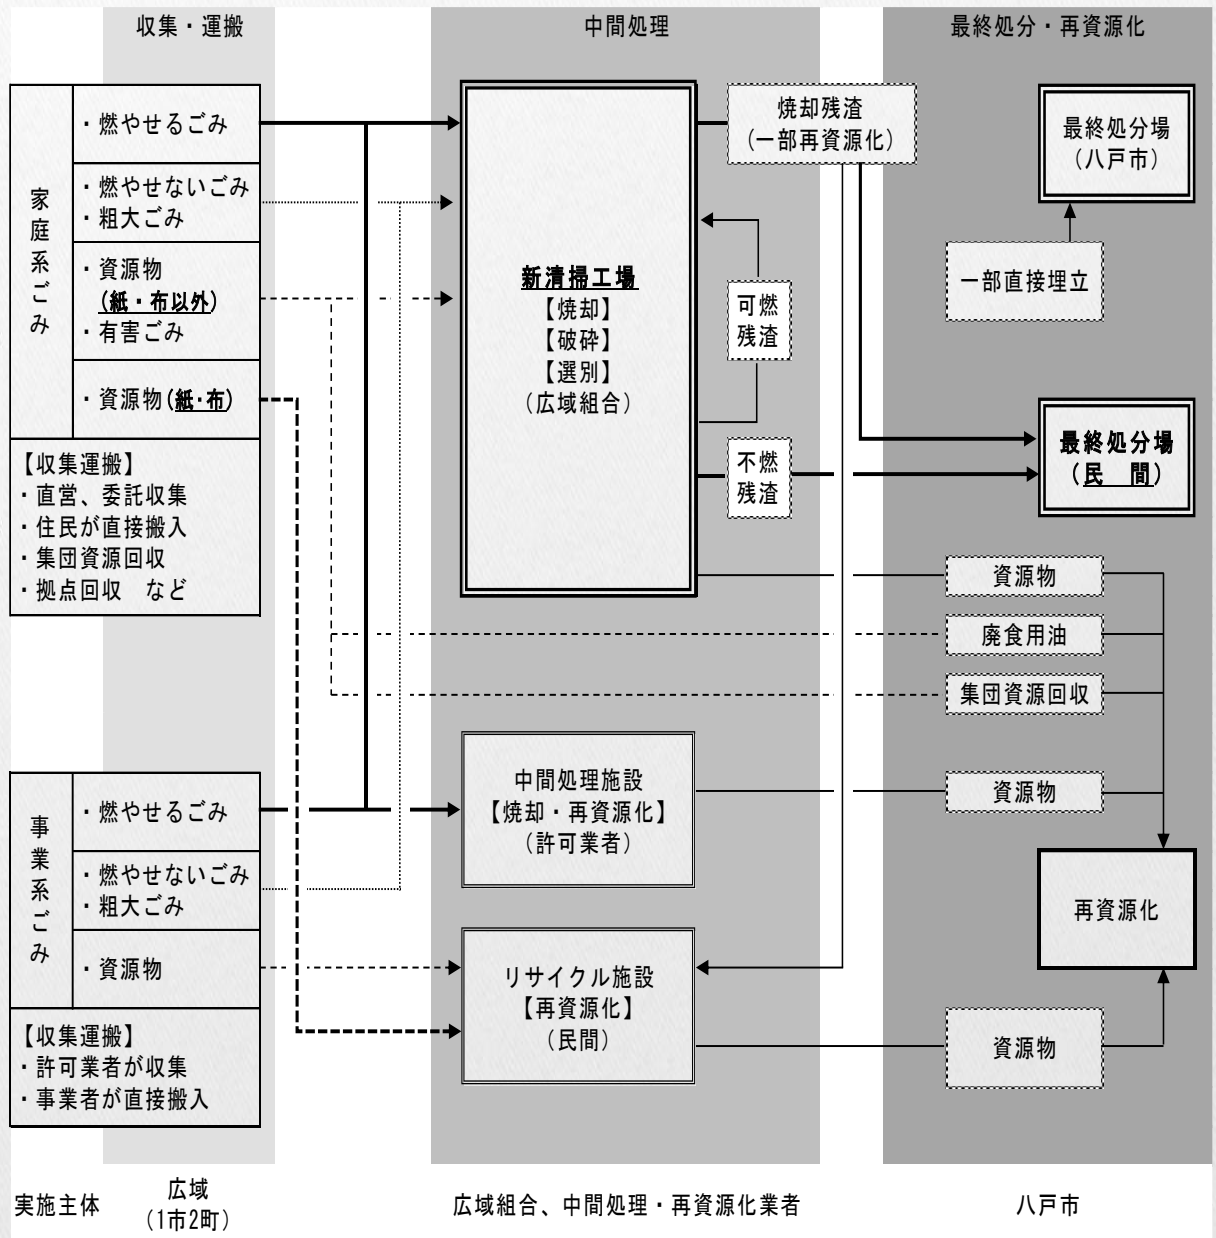 収集・運搬
中間処理
最終処分・再資源化
家庭系ごみ
・燃やせるごみ
・燃やせないごみ
・粗大ごみ
・資源物
(紙・布以外)
・有害ごみ
・資源物(紙・布)
【収集運搬】
・直営、委託収集
・住民が直接搬入
・集団資源回収
・拠点回収　など
新清掃工場
【焼却】
【破砕】
【選別】
(広域組合)
焼却残渣
(一部再資源化)
可燃
残渣
不燃
残渣
最終処分場
(八戸市)
一部直接埋立
最終処分場
(民　間)
資源物
廃食用油
集団資源回収
事業系ごみ
・燃やせるごみ
・燃やせないごみ
・粗大ごみ
・資源物
【収集運搬】
・許可業者が収集
・事業者が直接搬入
中間処理施設
【焼却・再資源化】
(許可業者)
リサイクル施設
【再資源化】
(民間)
資源物
再資源化
資源物
実施主体
広域
(1市2町)
広域組合、中間処理・再資源化業者
八戸市